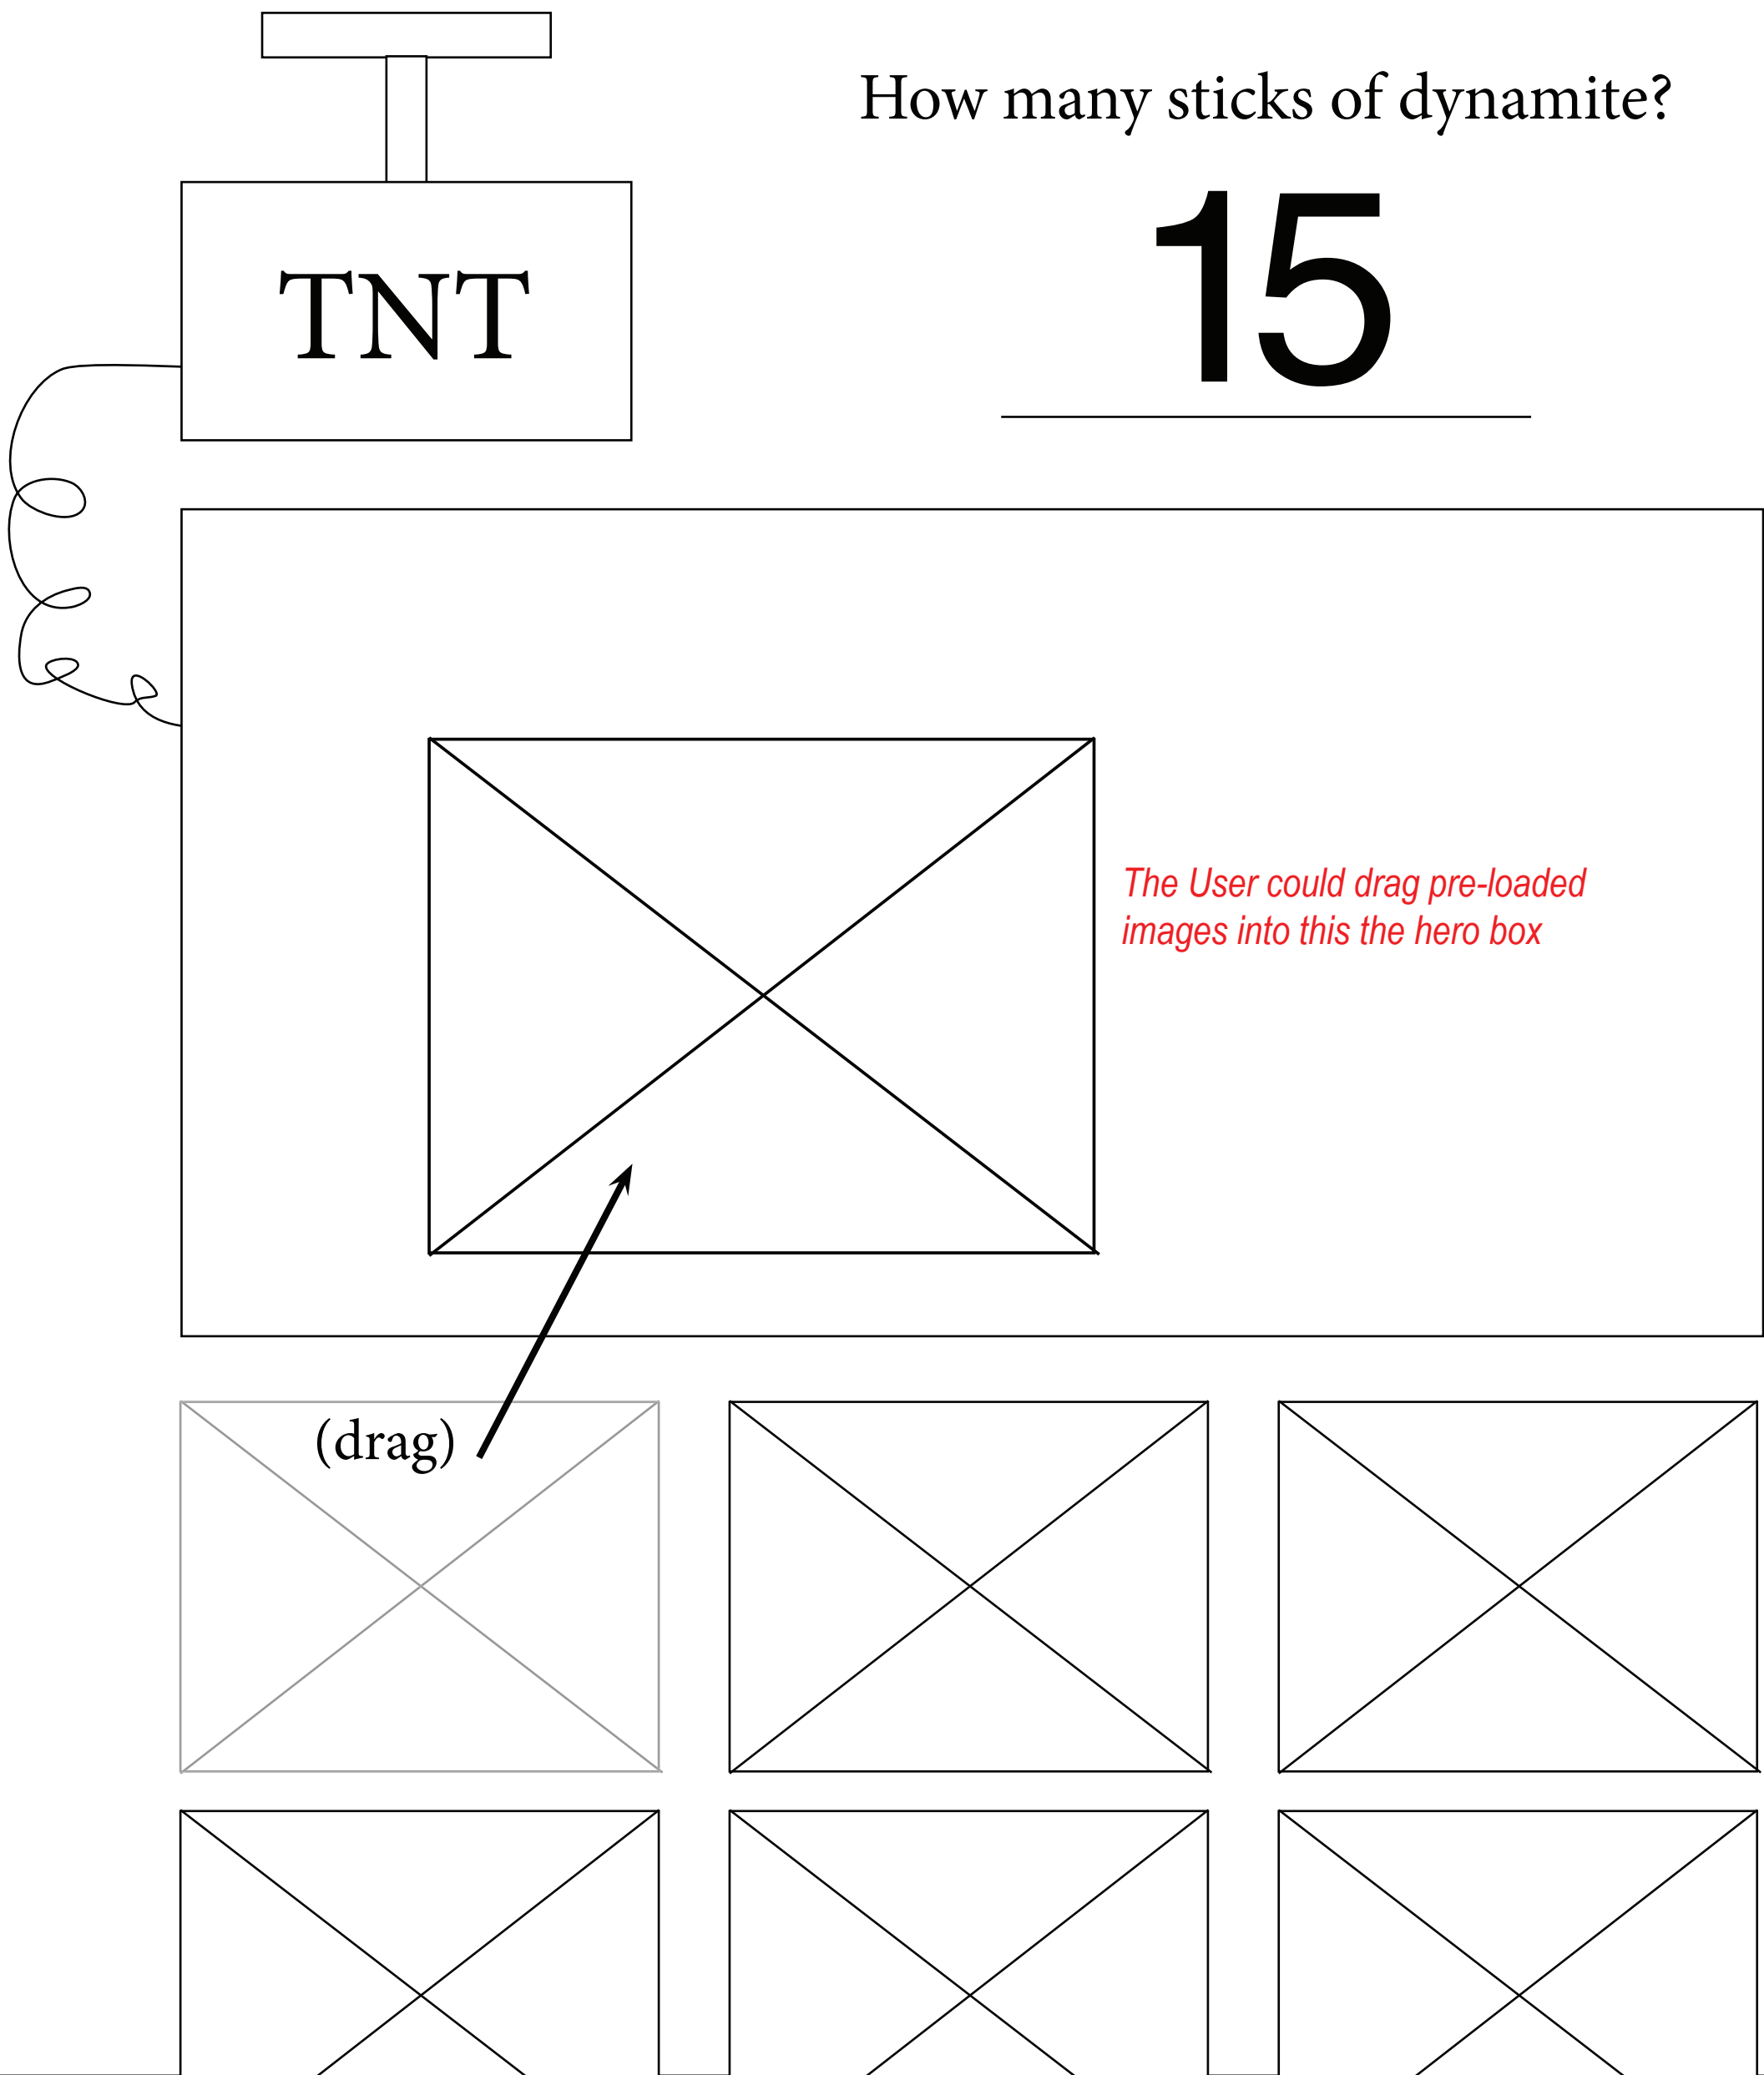 How many sticks of dynamite?
TNT
15
The User could drag pre-loaded
images into this the hero box
(drag)